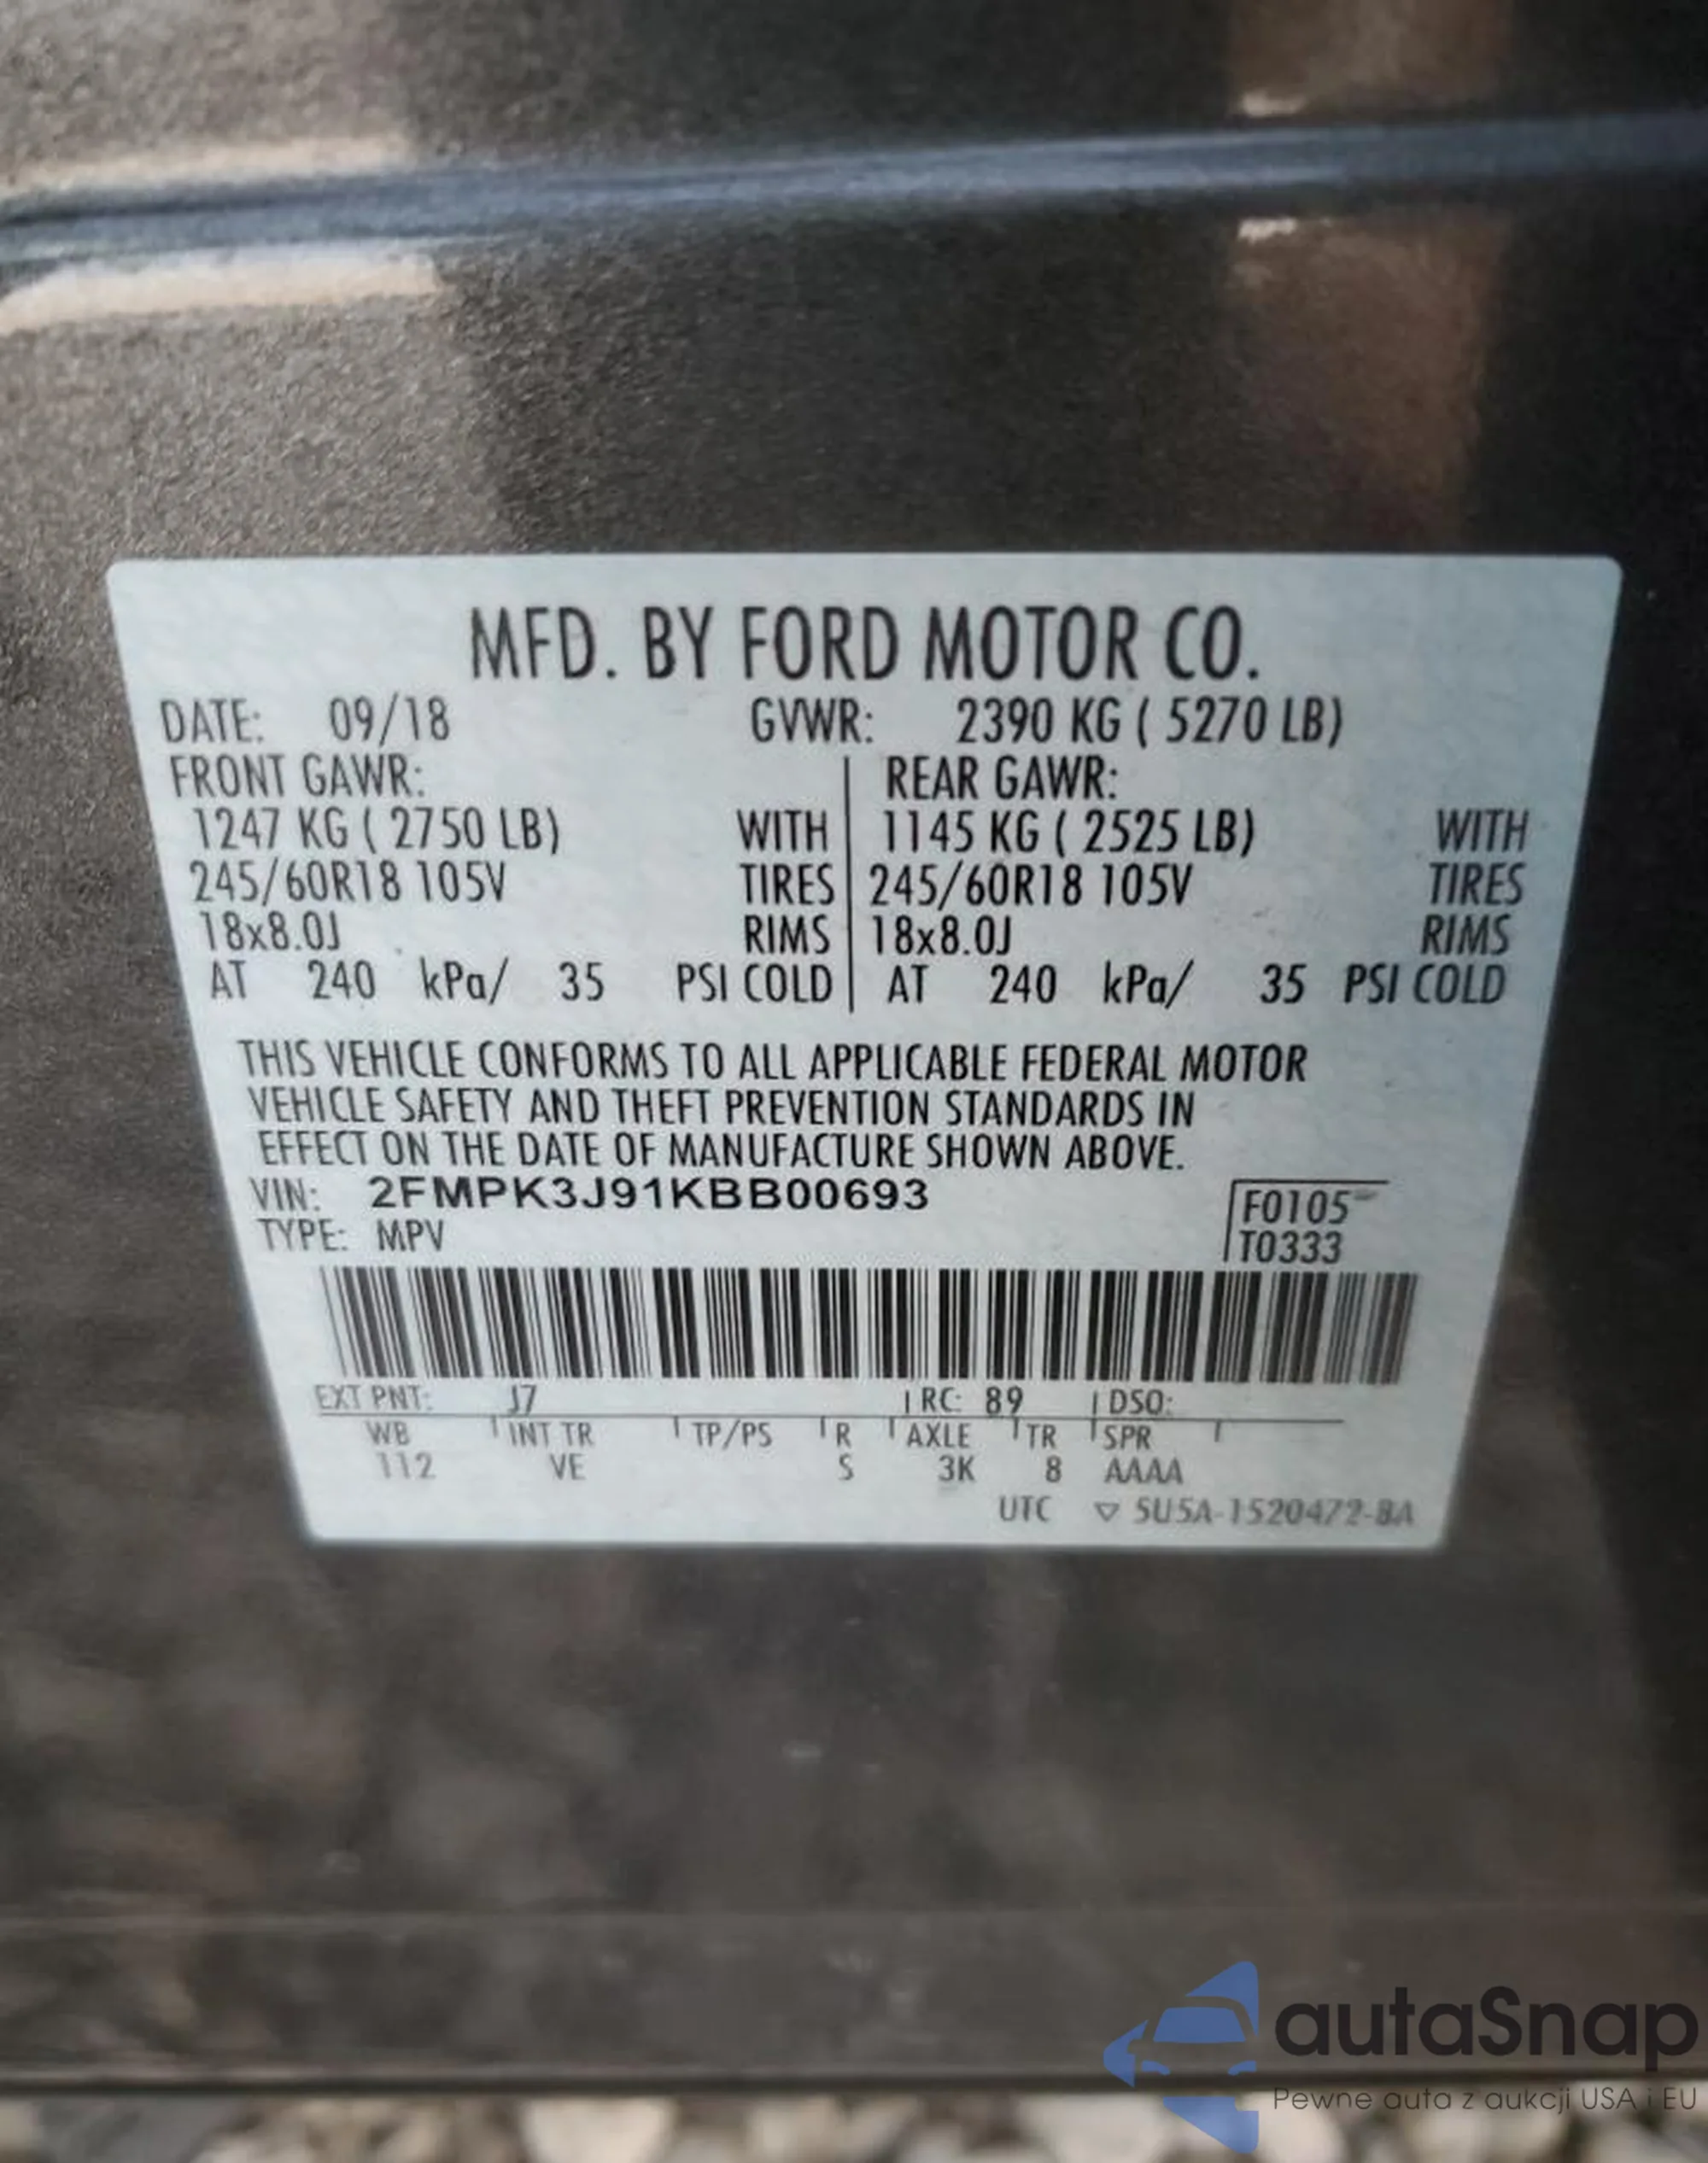 MFD. BY FORD MOTOR CO.
DATE: 09/18 GVWR: 2390 KG ( 5270 LB)
FRONT GAWR: REAR GAWR:
1247 KG ( 2750 LB) WITH 1145 KG ( 2525 LB) WITH
245/60R18 105V TIRES 245/60R18 105V TIRES
18x8.0J RIMS 18x8.0J RIMS
AT 240 kPa/ 35 PSI COLD AT 240 kPa/ 35 PSI COLD
THIS VEHICLE CONFORMS TO ALL APPLICABLE FEDERAL MOTOR
VEHICLE SAFETY AND THEFT PREVENTION STANDARDS IN
EFFECT ON THE DATE OF MANUFACTURE SHOWN ABOVE.
VIN: 2FMPK3J91KBB00693 F0105
TYPE: MPV T0333
EXT PNT: J7 RC: 89 DSO:
WB INT TR TP/PS R AXLE TR SPR
112 VE S 3K 8 AAAA
UTC ▽ 5U5A-1520472-BA
autaSnap
Pewne auta z aukcji USA i EU